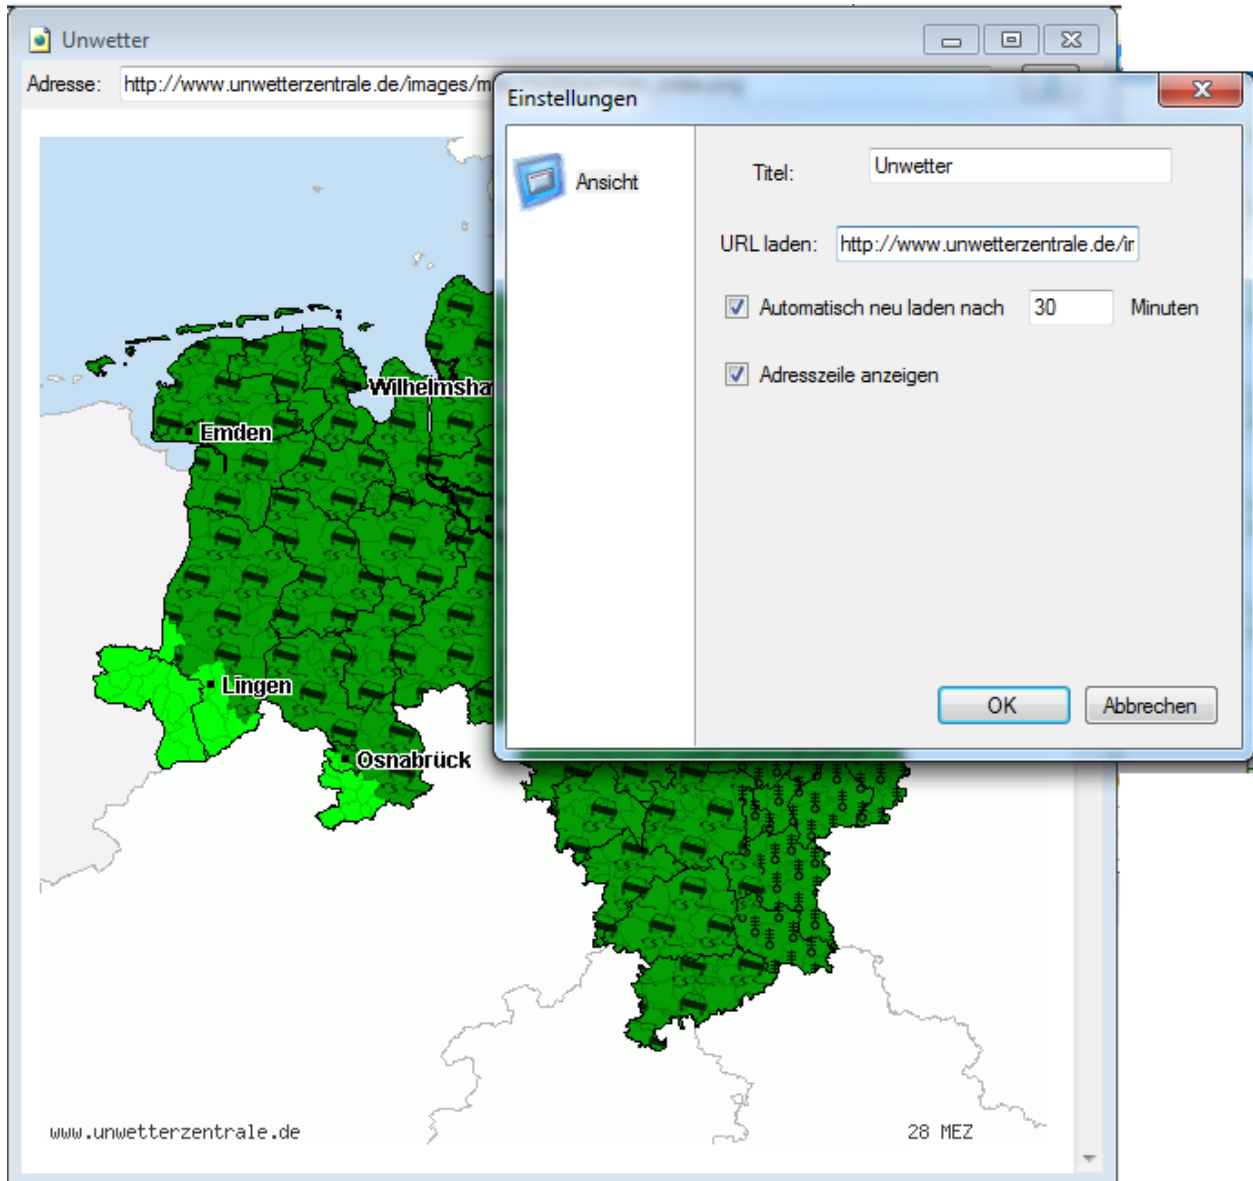 Unwetter
Adresse: http://www.unwetterzentrale.de/images/m
Einstellungen
Ansicht
Titel: Unwetter
URL laden: http://www.unwetterzentrale.de/ir
Automatisch neu laden nach 30 Minuten
Adresszeile anzeigen
Wilhelmsha
Emden
Lingen
OK Abbrechen
Osnabrück
www.unwetterzentrale.de 28 MEZ